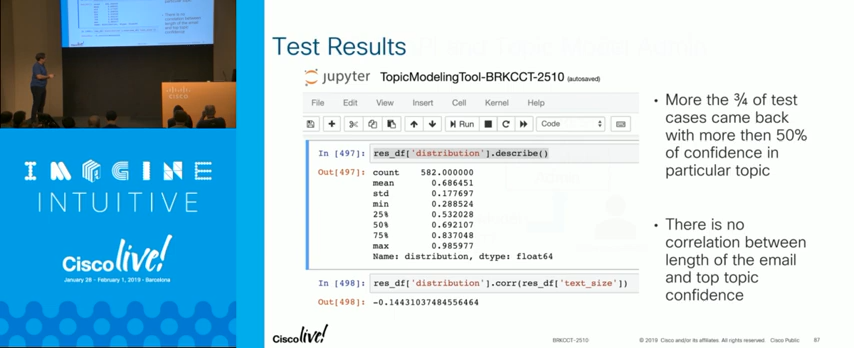 Test Results
jupyter TopicModelingTool-BRKCCT-2510 (autosaved)
File Edit View Insert Cell Kernel Help
Run Code
In [497]: res_df['distribution'].describe()
Out[497]: count 582.000000
mean 0.686451
std 0.177697
min 0.288524
25% 0.532028
50% 0.692107
75% 0.837048
max 0.985977
Name: distribution, dtype: float64
In [498]: res_df['distribution'].corr(res_df['text_size'])
Out[498]: -0.14431037484556464
• More the ¾ of test
cases came back
with more then 50%
of confidence in
particular topic
• There is no
correlation between
length of the email
and top topic
confidence
IMAGINE
INTUITIVE
Cisco live!
January 28 - February 1, 2019 - Barcelona
Cisco live!
BRKCCT-2510
© 2019 Cisco and/or its affiliates. All rights reserved. Cisco Public
87